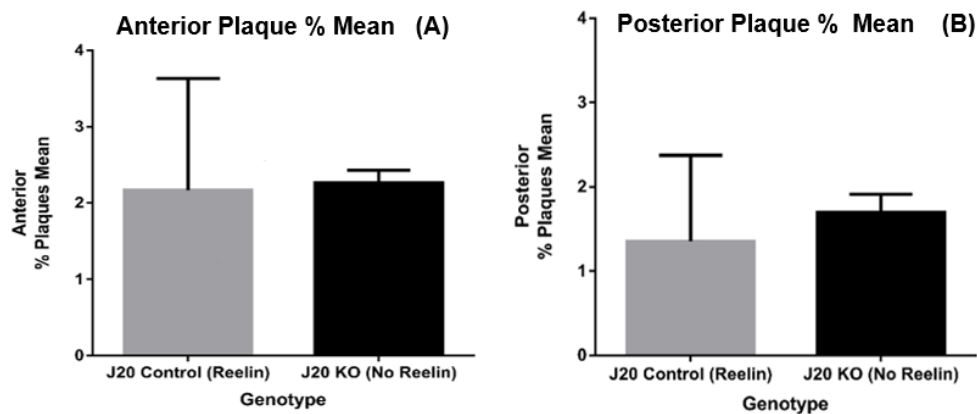 Anterior Plaque % Mean (A)
Anterior
% Plaques Mean
4
3
2
1
0
J20 Control (Reelin) J20 KO (No Reelin)
Genotype
Posterior Plaque % Mean (B)
Posterior
% Plaques Mean
4
3
2
1
0
J20 Control (Reelin) J20 KO (No Reelin)
Genotype